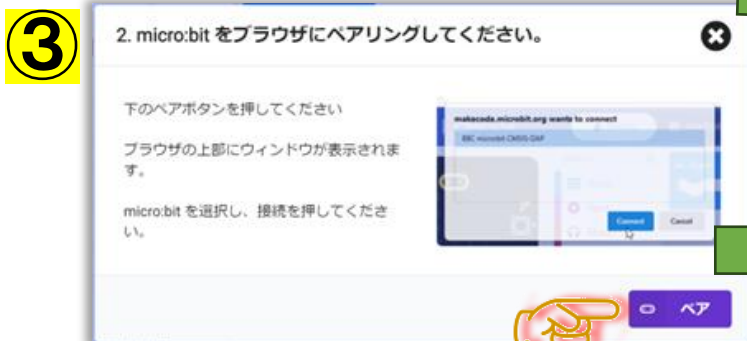 ③
2. micro:bit をブラウザにペアリングしてください。
下のペアボタンを押してください
ブラウザの上部にウィンドウが表示されま
す。
micro:bit を選択し、接続を押してくださ
い。
makecode.microbit.org wants to connect
BBC micro:bit CMSIS-DAP
Connect
Cancel
ペア